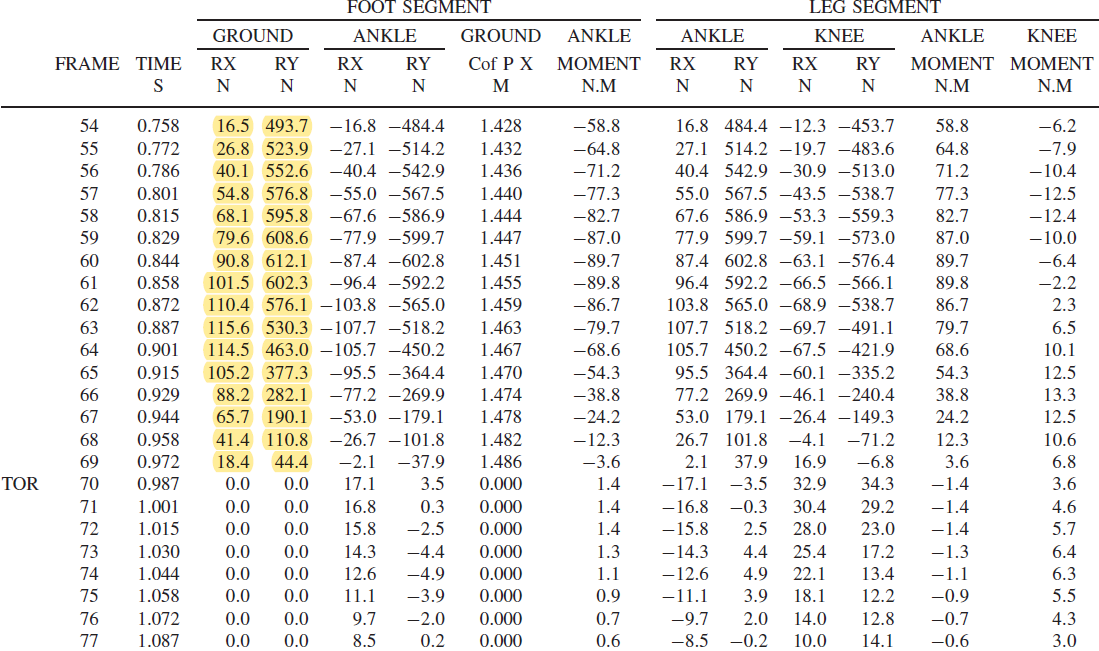 FOOT SEGMENT LEG SEGMENT
GROUND ANKLE GROUND ANKLE ANKLE KNEE ANKLE KNEE
FRAME TIME RX RY RX RY Cof P X MOMENT RX RY RX RY MOMENT MOMENT
S N N N N M N.M N N N N N.M N.M
54 0.758 16.5 493.7 −16.8 −484.4 1.428 −58.8 16.8 484.4 −12.3 −453.7 58.8 −6.2
55 0.772 26.8 523.9 −27.1 −514.2 1.432 −64.8 27.1 514.2 −19.7 −483.6 64.8 −7.9
56 0.786 40.1 552.6 −40.4 −542.9 1.436 −71.2 40.4 542.9 −30.9 −513.0 71.2 −10.4
57 0.801 54.8 576.8 −55.0 −567.5 1.440 −77.3 55.0 567.5 −43.5 −538.7 77.3 −12.5
58 0.815 68.1 595.8 −67.6 −586.9 1.444 −82.7 67.6 586.9 −53.3 −559.3 82.7 −12.4
59 0.829 79.6 608.6 −77.9 −599.7 1.447 −87.0 77.9 599.7 −59.1 −573.0 87.0 −10.0
60 0.844 90.8 612.1 −87.4 −602.8 1.451 −89.7 87.4 602.8 −63.1 −576.4 89.7 −6.4
61 0.858 101.5 602.3 −96.4 −592.2 1.455 −89.8 96.4 592.2 −66.5 −566.1 89.8 −2.2
62 0.872 110.4 576.1 −103.8 −565.0 1.459 −86.7 103.8 565.0 −68.9 −538.7 86.7 2.3
63 0.887 115.6 530.3 −107.7 −518.2 1.463 −79.7 107.7 518.2 −69.7 −491.1 79.7 6.5
64 0.901 114.5 463.0 −105.7 −450.2 1.467 −68.6 105.7 450.2 −67.5 −421.9 68.6 10.1
65 0.915 105.2 377.3 −95.5 −364.4 1.470 −54.3 95.5 364.4 −60.1 −335.2 54.3 12.5
66 0.929 88.2 282.1 −77.2 −269.9 1.474 −38.8 77.2 269.9 −46.1 −240.4 38.8 13.3
67 0.944 65.7 190.1 −53.0 −179.1 1.478 −24.2 53.0 179.1 −26.4 −149.3 24.2 12.5
68 0.958 41.4 110.8 −26.7 −101.8 1.482 −12.3 26.7 101.8 −4.1 −71.2 12.3 10.6
69 0.972 18.4 44.4 −2.1 −37.9 1.486 −3.6 2.1 37.9 16.9 −6.8 3.6 6.8
TOR 70 0.987 0.0 0.0 17.1 3.5 0.000 1.4 −17.1 −3.5 32.9 34.3 −1.4 3.6
71 1.001 0.0 0.0 16.8 0.3 0.000 1.4 −16.8 −0.3 30.4 29.2 −1.4 4.6
72 1.015 0.0 0.0 15.8 −2.5 0.000 1.4 −15.8 2.5 28.0 23.0 −1.4 5.7
73 1.030 0.0 0.0 14.3 −4.4 0.000 1.3 −14.3 4.4 25.4 17.2 −1.3 6.4
74 1.044 0.0 0.0 12.6 −4.9 0.000 1.1 −12.6 4.9 22.1 13.4 −1.1 6.3
75 1.058 0.0 0.0 11.1 −3.9 0.000 0.9 −11.1 3.9 18.1 12.2 −0.9 5.5
76 1.072 0.0 0.0 9.7 −2.0 0.000 0.7 −9.7 2.0 14.0 12.8 −0.7 4.3
77 1.087 0.0 0.0 8.5 0.2 0.000 0.6 −8.5 −0.2 10.0 14.1 −0.6 3.0